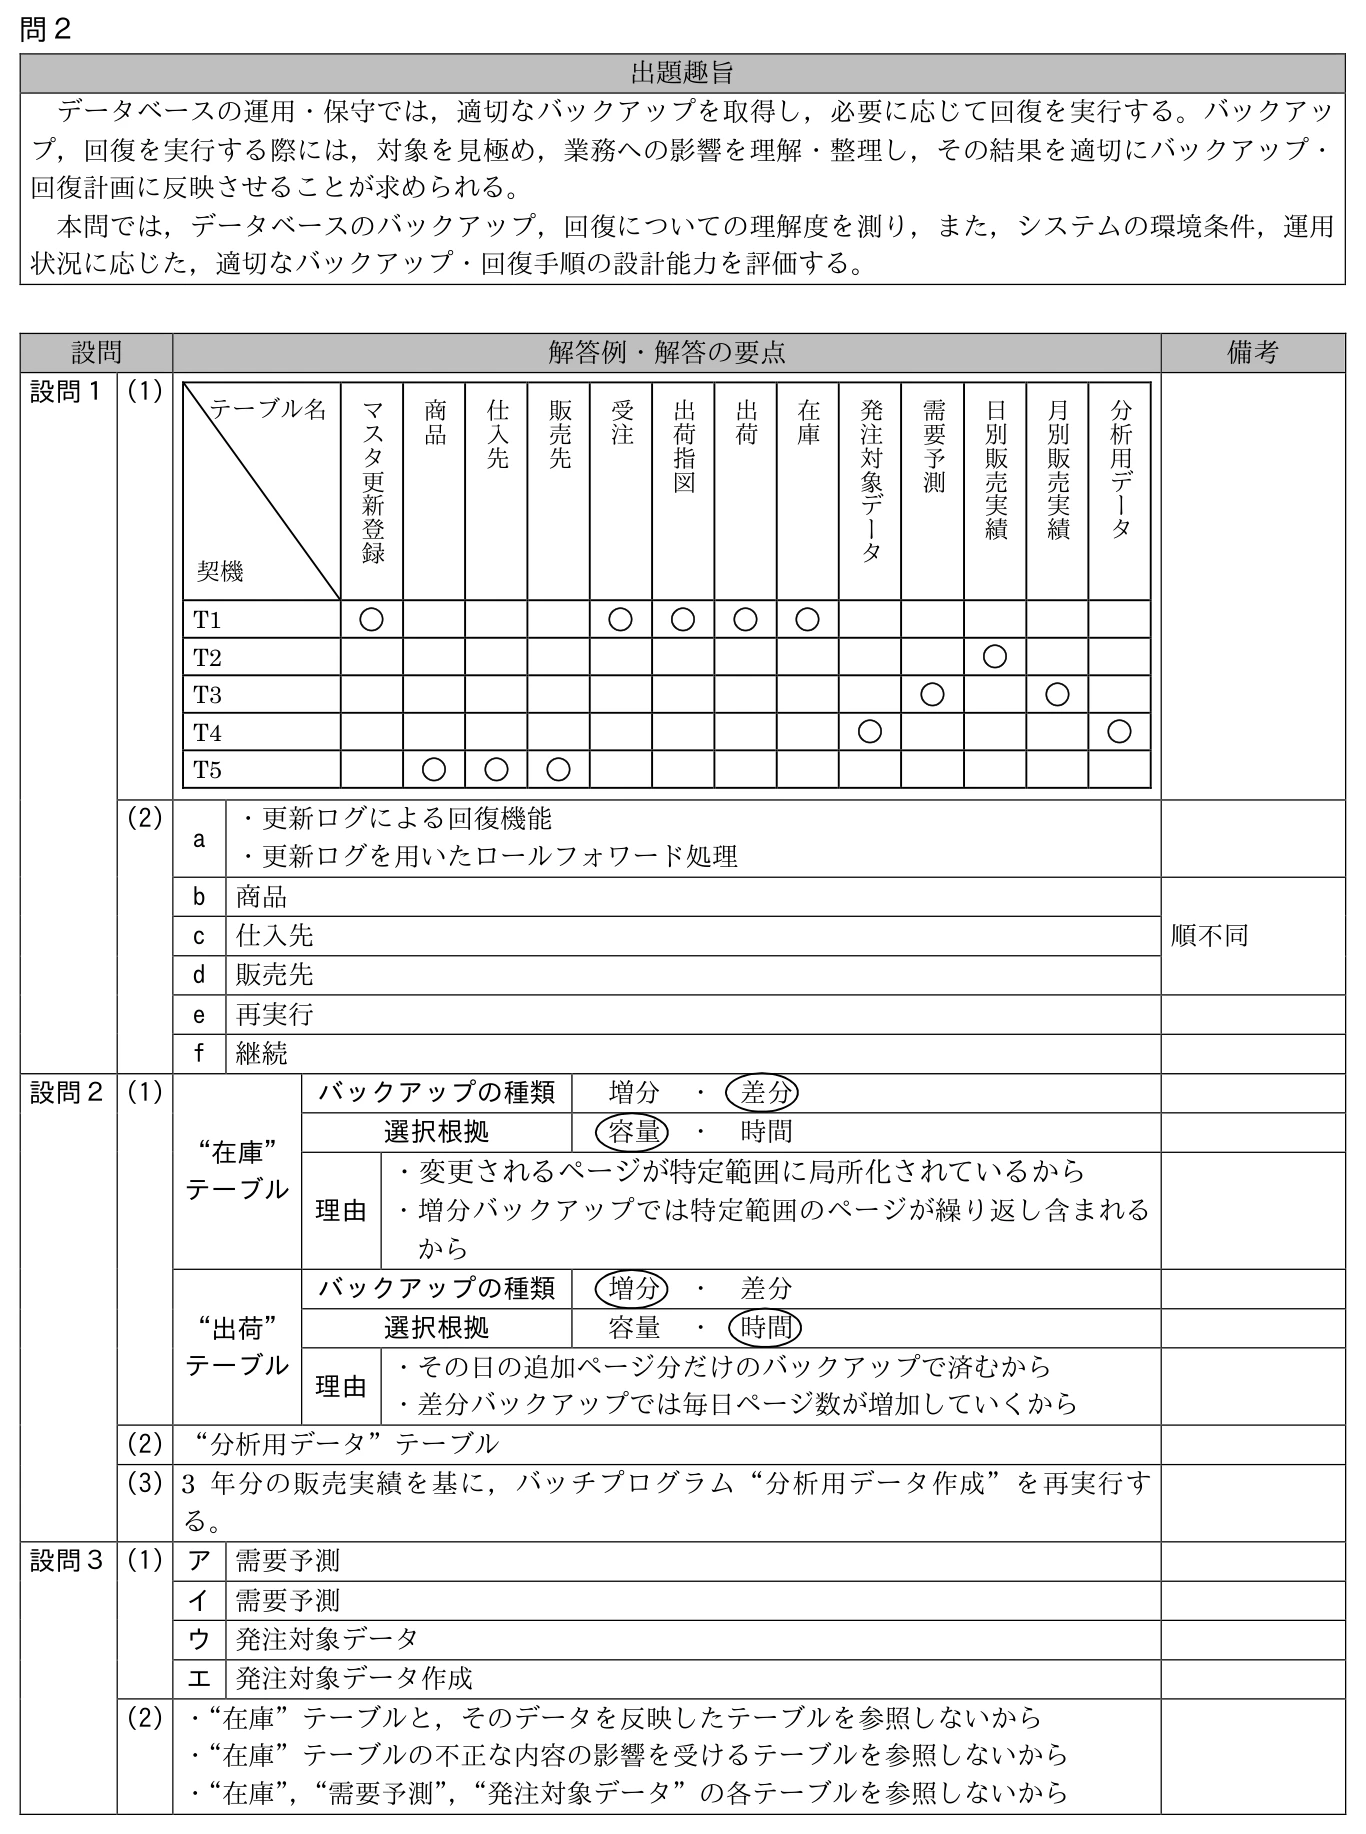 問２
出題趣旨
データベースの運用・保守では，適切なバックアップを取得し，必要に応じて回復を実行する。バックアッ
プ，回復を実行する際には，対象を見極め，業務への影響を理解・整理し，その結果を適切にバックアップ・
回復計画に反映させることが求められる。
本問では，データベースのバックアップ，回復についての理解度を測り，また，システムの環境条件，運用
状況に応じた，適切なバックアップ・回復手順の設計能力を評価する。
設問 解答例・解答の要点 備考
設問１ (1)
テーブル名 マスタ更新登録 商品 仕入先 販売先 受注 出荷指図 出荷 在庫 発注対象データ 需要予測 日別販売実績 月別販売実績 分析用データ
契機
T1 ○ ○ ○ ○ ○
T2 ○
T3 ○ ○
T4 ○ ○
T5 ○ ○ ○
(2) a ・更新ログによる回復機能
・更新ログを用いたロールフォワード処理
b 商品
c 仕入先 順不同
d 販売先
e 再実行
f 継続
設問２ (1) “在庫”テーブル バックアップの種類 増分 ・ 差分
選択根拠 容量 ・ 時間
理由 ・変更されるページが特定範囲に局所化されているから
・増分バックアップでは特定範囲のページが繰り返し含まれる
から
“出荷”テーブル バックアップの種類 増分 ・ 差分
選択根拠 容量 ・ 時間
理由 ・その日の追加ページ分だけのバックアップで済むから
・差分バックアップでは毎日ページ数が増加していくから
(2) “分析用データ”テーブル
(3) 3 年分の販売実績を基に，バッチプログラム“分析用データ作成”を再実行す
る。
設問３ (1) ア 需要予測
イ 需要予測
ウ 発注対象データ
エ 発注対象データ作成
(2) ・“在庫”テーブルと，そのデータを反映したテーブルを参照しないから
・“在庫”テーブルの不正な内容の影響を受けるテーブルを参照しないから
・“在庫”，“需要予測”，“発注対象データ”の各テーブルを参照しないから